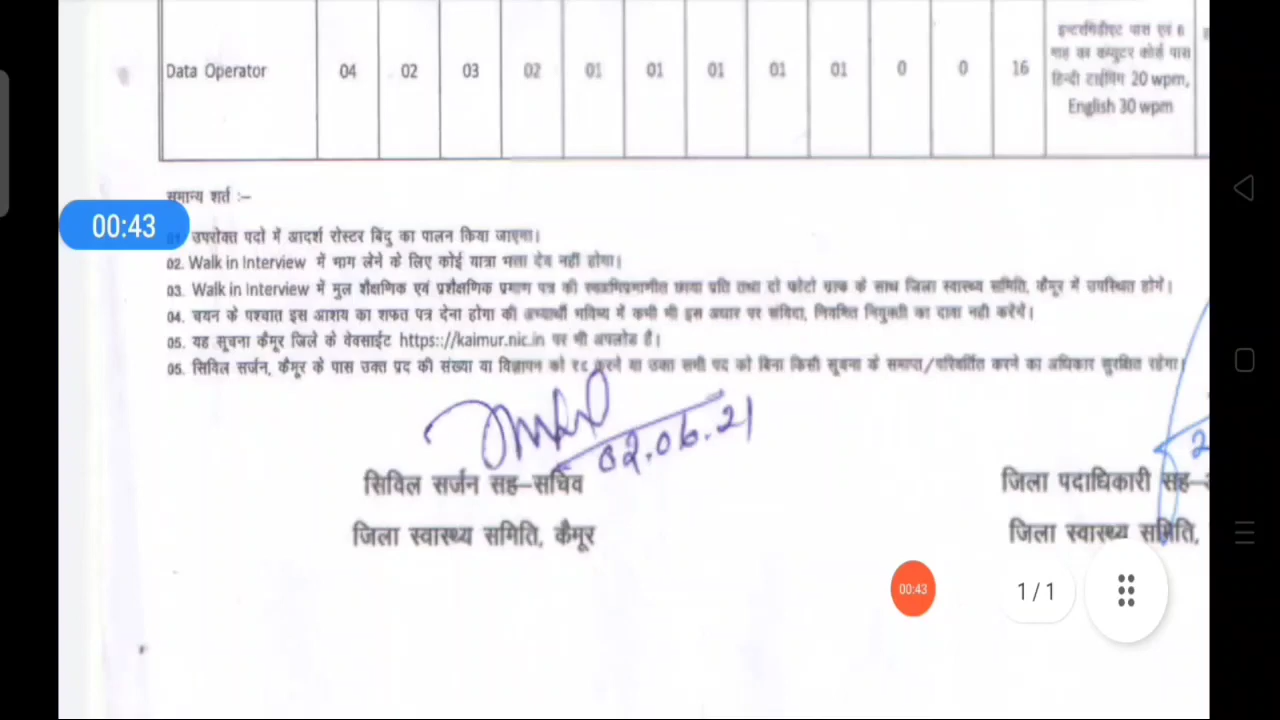 इन्टरमिडीएट पास एवं 6
माह का कम्प्यूटर कोर्स पास
हिन्दी टाईपिंग 20 wpm,
English 30 wpm
Data Operator 04 02 03 02 01 01 01 01 01 0 0 16
समान्य शर्त :–
00:43
01. उपरोक्त पदो में आदर्श रोस्टर बिंदु का पालन किया जाएगा।
02. Walk in Interview में भाग लेने के लिए कोई यात्रा भत्ता देय नहीं होगा।
03. Walk in Interview में मुल शैक्षणिक एवं प्रशैक्षणिक प्रमाण पत्र की स्वअभिप्रमाणीत छाया प्रति तथा दो फोटो ग्राफ के साथ जिला स्वास्थ्य समिति, कैमूर में उपस्थित होगें।
04. चयन के पश्चात इस आशय का शफत पत्र देना होगा की अभ्यार्थी भविष्य में कभी भी इस अधार पर संविदा, नियमित नियुक्ती का दावा नही करेंगें।
05. यह सूचना कैमूर जिले के वेवसाईट https:://kaimur.nic.in पर भी अपलोड है।
05. सिविल सर्जन, कैमूर के पास उक्त प्रद की संख्या या विज्ञापन को रद्द करने या उक्त सभी पद को बिना किसी सूचना के समाप्त/परिवर्तित करने का अधिकार सुरक्षित रहेगा।
02.06.21
सिविल सर्जन सह–सचिव
जिला स्वास्थ्य समिति, कैमूर
जिला पदाधिकारी सह–
जिला स्वास्थ्य समिति,
00:43
1 / 1